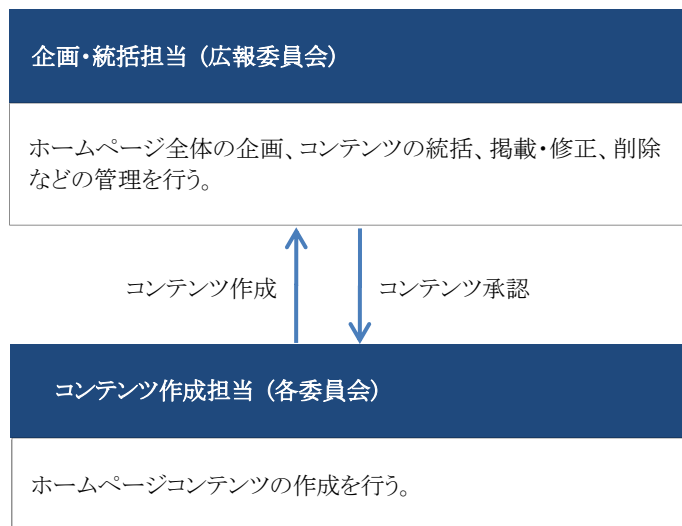 企画・統括担当（広報委員会）
ホームページ全体の企画、コンテンツの統括、掲載・修正、削除
などの管理を行う。
コンテンツ作成
コンテンツ承認
コンテンツ作成担当（各委員会）
ホームページコンテンツの作成を行う。